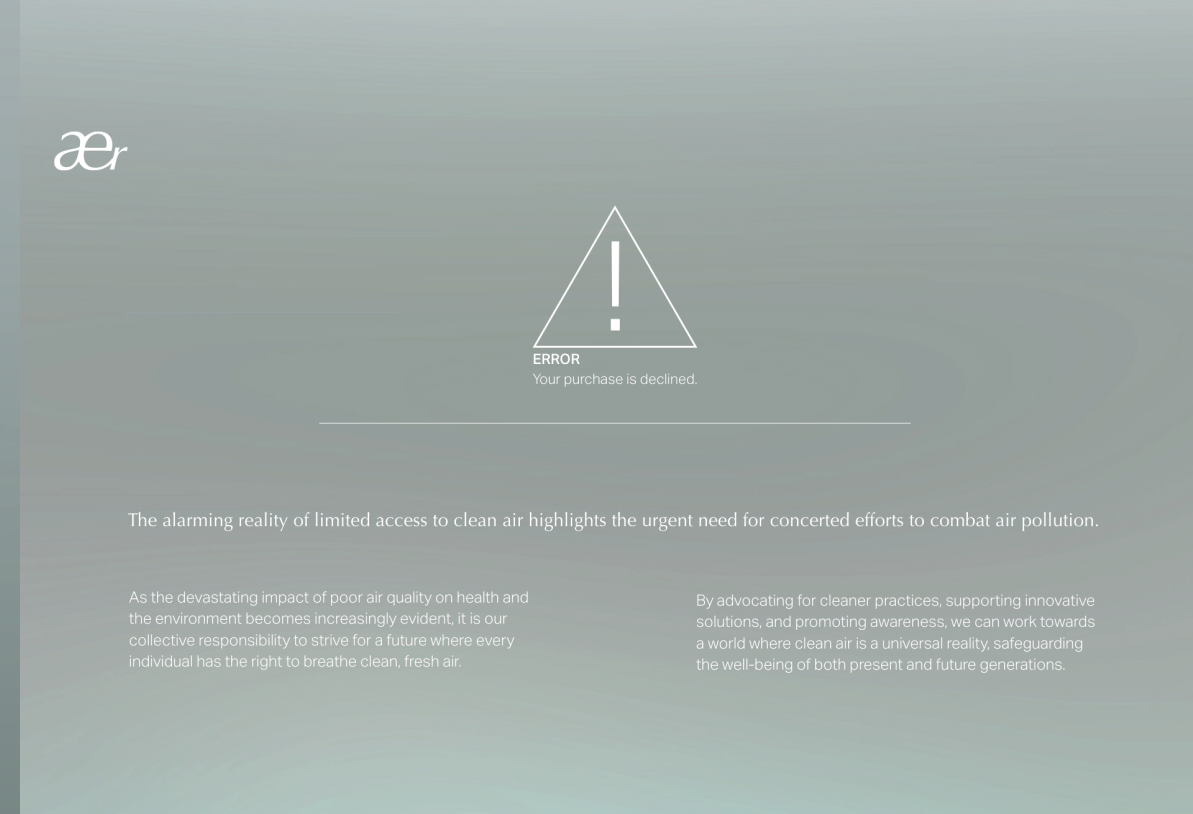 ær
!
ERROR
Your purchase is declined.
The alarming reality of limited access to clean air highlights the urgent need for concerted efforts to combat air pollution.
As the devastating impact of poor air quality on health and
the environment becomes increasingly evident, it is our
collective responsibility to strive for a future where every
individual has the right to breathe clean, fresh air.
By advocating for cleaner practices, supporting innovative
solutions, and promoting awareness, we can work towards
a world where clean air is a universal reality, safeguarding
the well-being of both present and future generations.